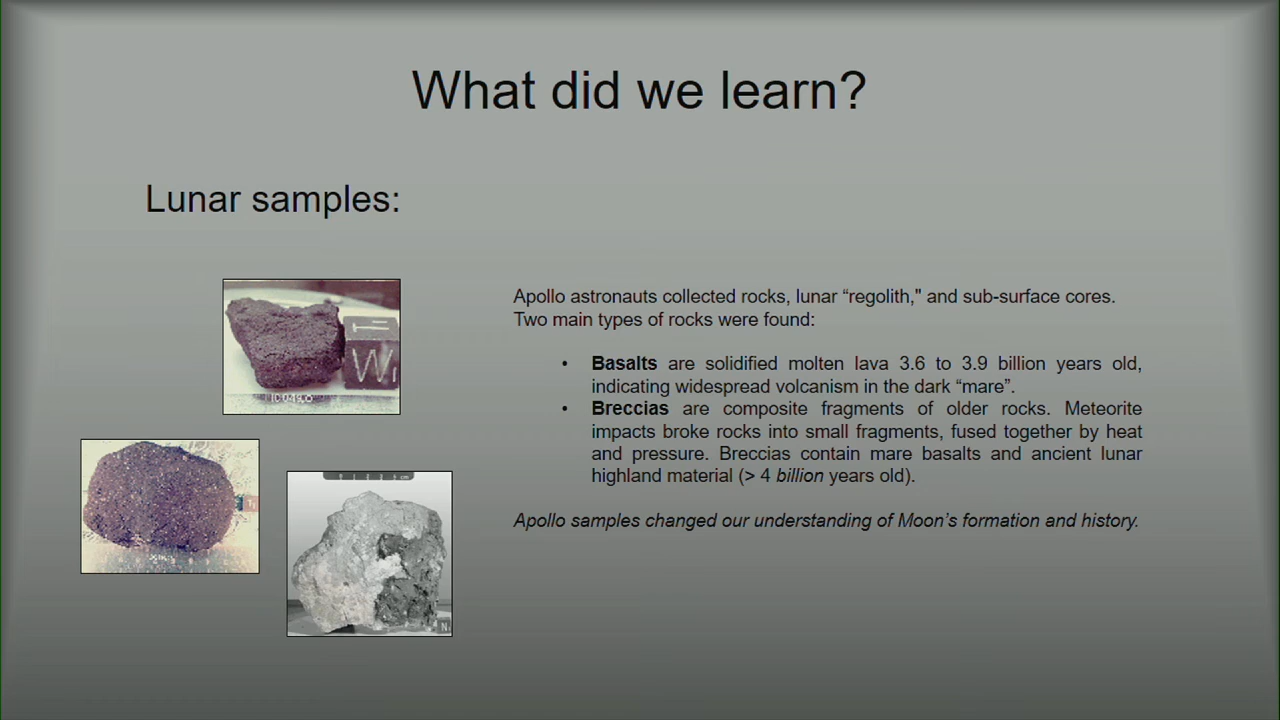 What did we learn?
Lunar samples:
Apollo astronauts collected rocks, lunar “regolith," and sub-surface cores.
Two main types of rocks were found:
• Basalts are solidified molten lava 3.6 to 3.9 billion years old,
indicating widespread volcanism in the dark “mare”.
• Breccias are composite fragments of older rocks. Meteorite
impacts broke rocks into small fragments, fused together by heat
and pressure. Breccias contain mare basalts and ancient lunar
highland material (> 4 billion years old).
Apollo samples changed our understanding of Moon’s formation and history.